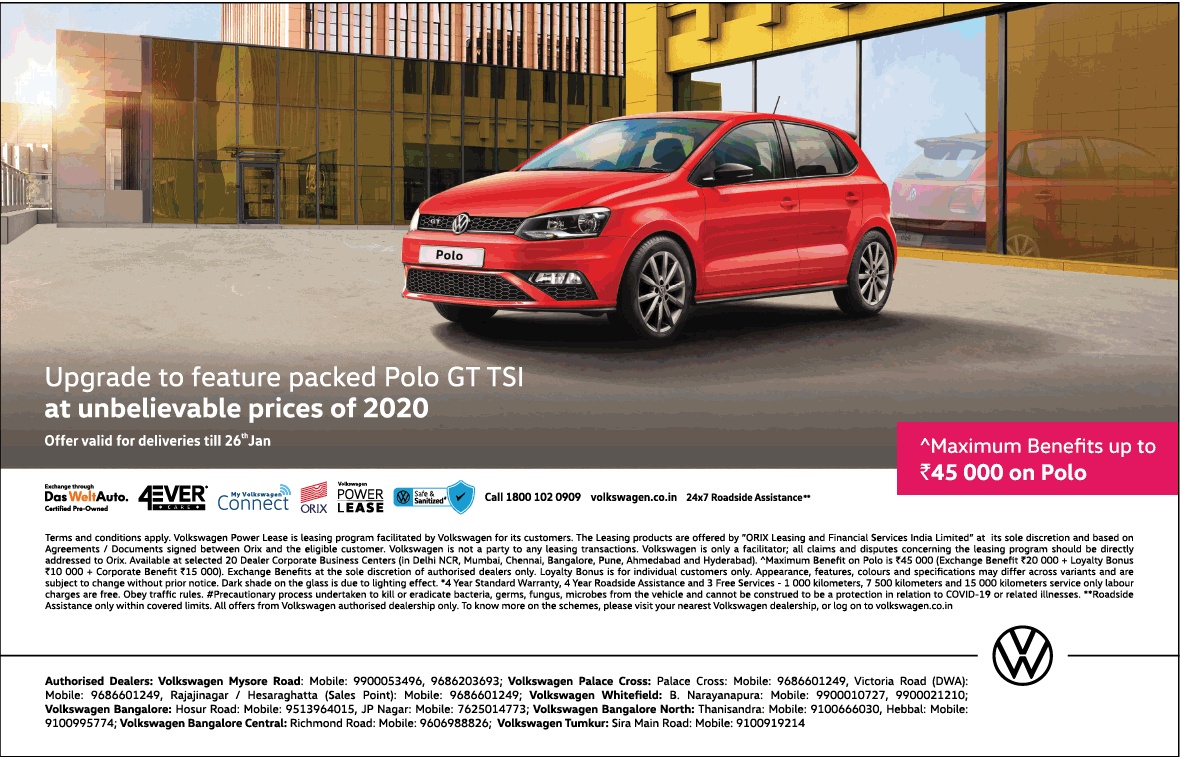 GT
Polo
Upgrade to feature packed Polo GT TSI
at unbelievable prices of 2020
Offer valid for deliveries till 26th Jan
^Maximum Benefits up to
₹45 000 on Polo
Exchange through
Das WeltAuto.
Certified Pre-Owned
4EVER*
CARE
My Volkswagen
Connect
ORIX
Volkswagen
POWER
LEASE
Safe &
Sanitized#
Call 1800 102 0909 volkswagen.co.in 24x7 Roadside Assistance**
Terms and conditions apply. Volkswagen Power Lease is leasing program facilitated by Volkswagen for its customers. The Leasing products are offered by "ORIX Leasing and Financial Services India Limited" at its sole discretion and based on
Agreements / Documents signed between Orix and the eligible customer. Volkswagen is not a party to any leasing transactions. Volkswagen is only a facilitator; all claims and disputes concerning the leasing program should be directly
addressed to Orix. Available at selected 20 Dealer Corporate Business Centers (in Delhi NCR, Mumbai, Chennai, Bangalore, Pune, Ahmedabad and Hyderabad). ^Maximum Benefit on Polo is ₹45 000 (Exchange Benefit ₹20 000 + Loyalty Bonus
₹10 000 + Corporate Benefit ₹15 000). Exchange Benefits at the sole discretion of authorised dealers only. Loyalty Bonus is for individual customers only. Appearance, features, colours and specifications may differ across variants and are
subject to change without prior notice. Dark shade on the glass is due to lighting effect. *4 Year Standard Warranty, 4 Year Roadside Assistance and 3 Free Services - 1 000 kilometers, 7 500 kilometers and 15 000 kilometers service only labour
charges are free. Obey traffic rules. #Precautionary process undertaken to kill or eradicate bacteria, germs, fungus, microbes from the vehicle and cannot be construed to be a protection in relation to COVID-19 or related illnesses. **Roadside
Assistance only within covered limits. All offers from Volkswagen authorised dealership only. To know more on the schemes, please visit your nearest Volkswagen dealership, or log on to volkswagen.co.in
Authorised Dealers: Volkswagen Mysore Road: Mobile: 9900053496, 9686203693; Volkswagen Palace Cross: Palace Cross: Mobile: 9686601249, Victoria Road (DWA):
Mobile: 9686601249, Rajajinagar / Hesaraghatta (Sales Point): Mobile: 9686601249; Volkswagen Whitefield: B. Narayanapura: Mobile: 9900010727, 9900021210;
Volkswagen Bangalore: Hosur Road: Mobile: 9513964015, JP Nagar: Mobile: 7625014773; Volkswagen Bangalore North: Thanisandra: Mobile: 9100666030, Hebbal: Mobile:
9100995774; Volkswagen Bangalore Central: Richmond Road: Mobile: 9606988826; Volkswagen Tumkur: Sira Main Road: Mobile: 9100919214